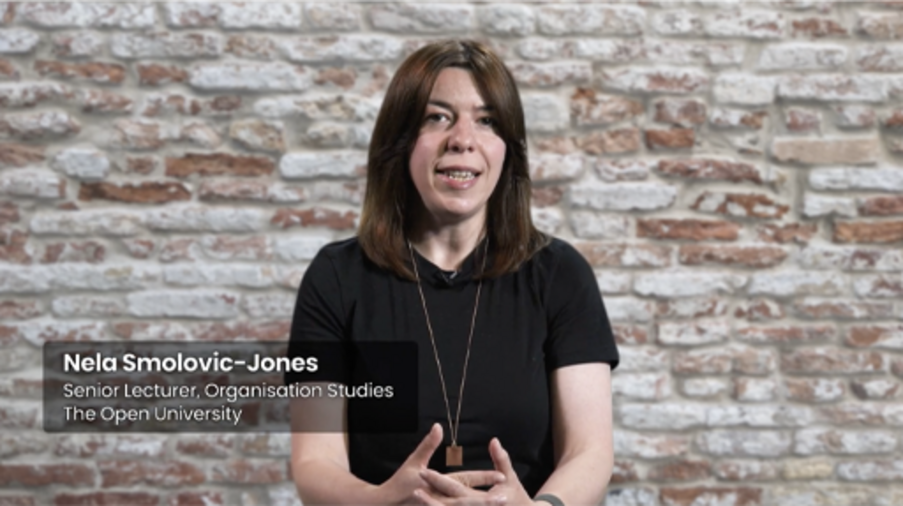 Nela Smolovic-Jones
Senior Lecturer, Organisation Studies
The Open University